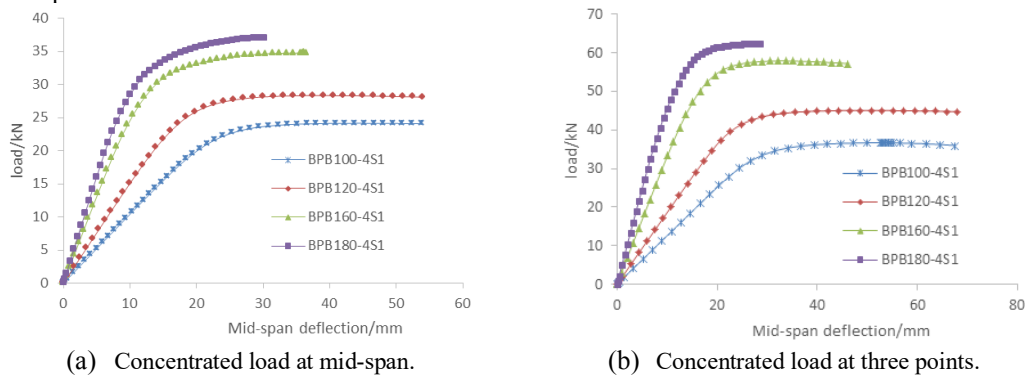 40
35
30
25
20
15
10
5
0
load/kN
BPB100-4S1
BPB120-4S1
BPB160-4S1
BPB180-4S1
0 10 20 30 40 50 60
Mid-span deflection/mm
(a) Concentrated load at mid-span.
70
60
50
40
30
20
10
0
load/kN
BPB100-4S1
BPB120-4S1
BPB160-4S1
BPB180-4S1
0 20 40 60 80
Mid-span deflection/mm
(b) Concentrated load at three points.